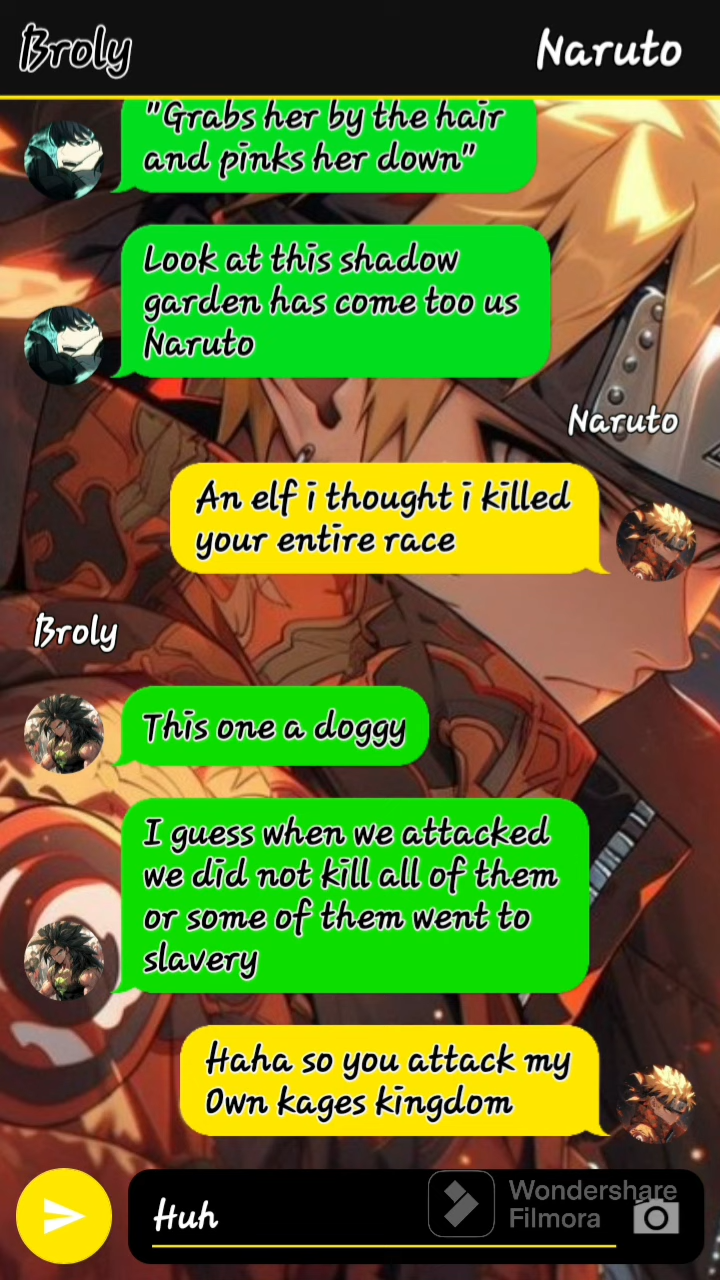 Broly
Naruto
"Grabs her by the hair
and pinks her down"
Look at this shadow
garden has come too us
Naruto
Naruto
An elf i thought i killed
your entire race
Broly
This one a doggy
I guess when we attacked
we did not kill all of them
or some of them went to
slavery
Haha so you attack my
Own kages kingdom
Huh
Wondershare
Filmora